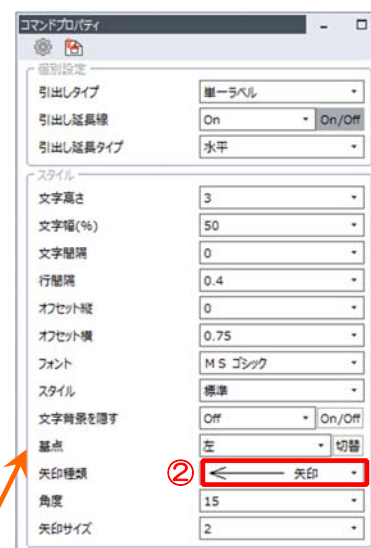 コマンドプロパティ
個別設定
引出しタイプ 単一ラベル
引出し延長線 On On/Off
引出し延長タイプ 水平
スタイル
文字高さ 3
文字幅(%) 50
文字間隔 0
行間隔 0.4
オフセット縦 0
オフセット横 0.75
フォント ＭＳ ゴシック
スタイル 標準
文字背景を隠す Off On/Off
基点 左 切替
矢印種類 ② 矢印
角度 15
矢印サイズ 2